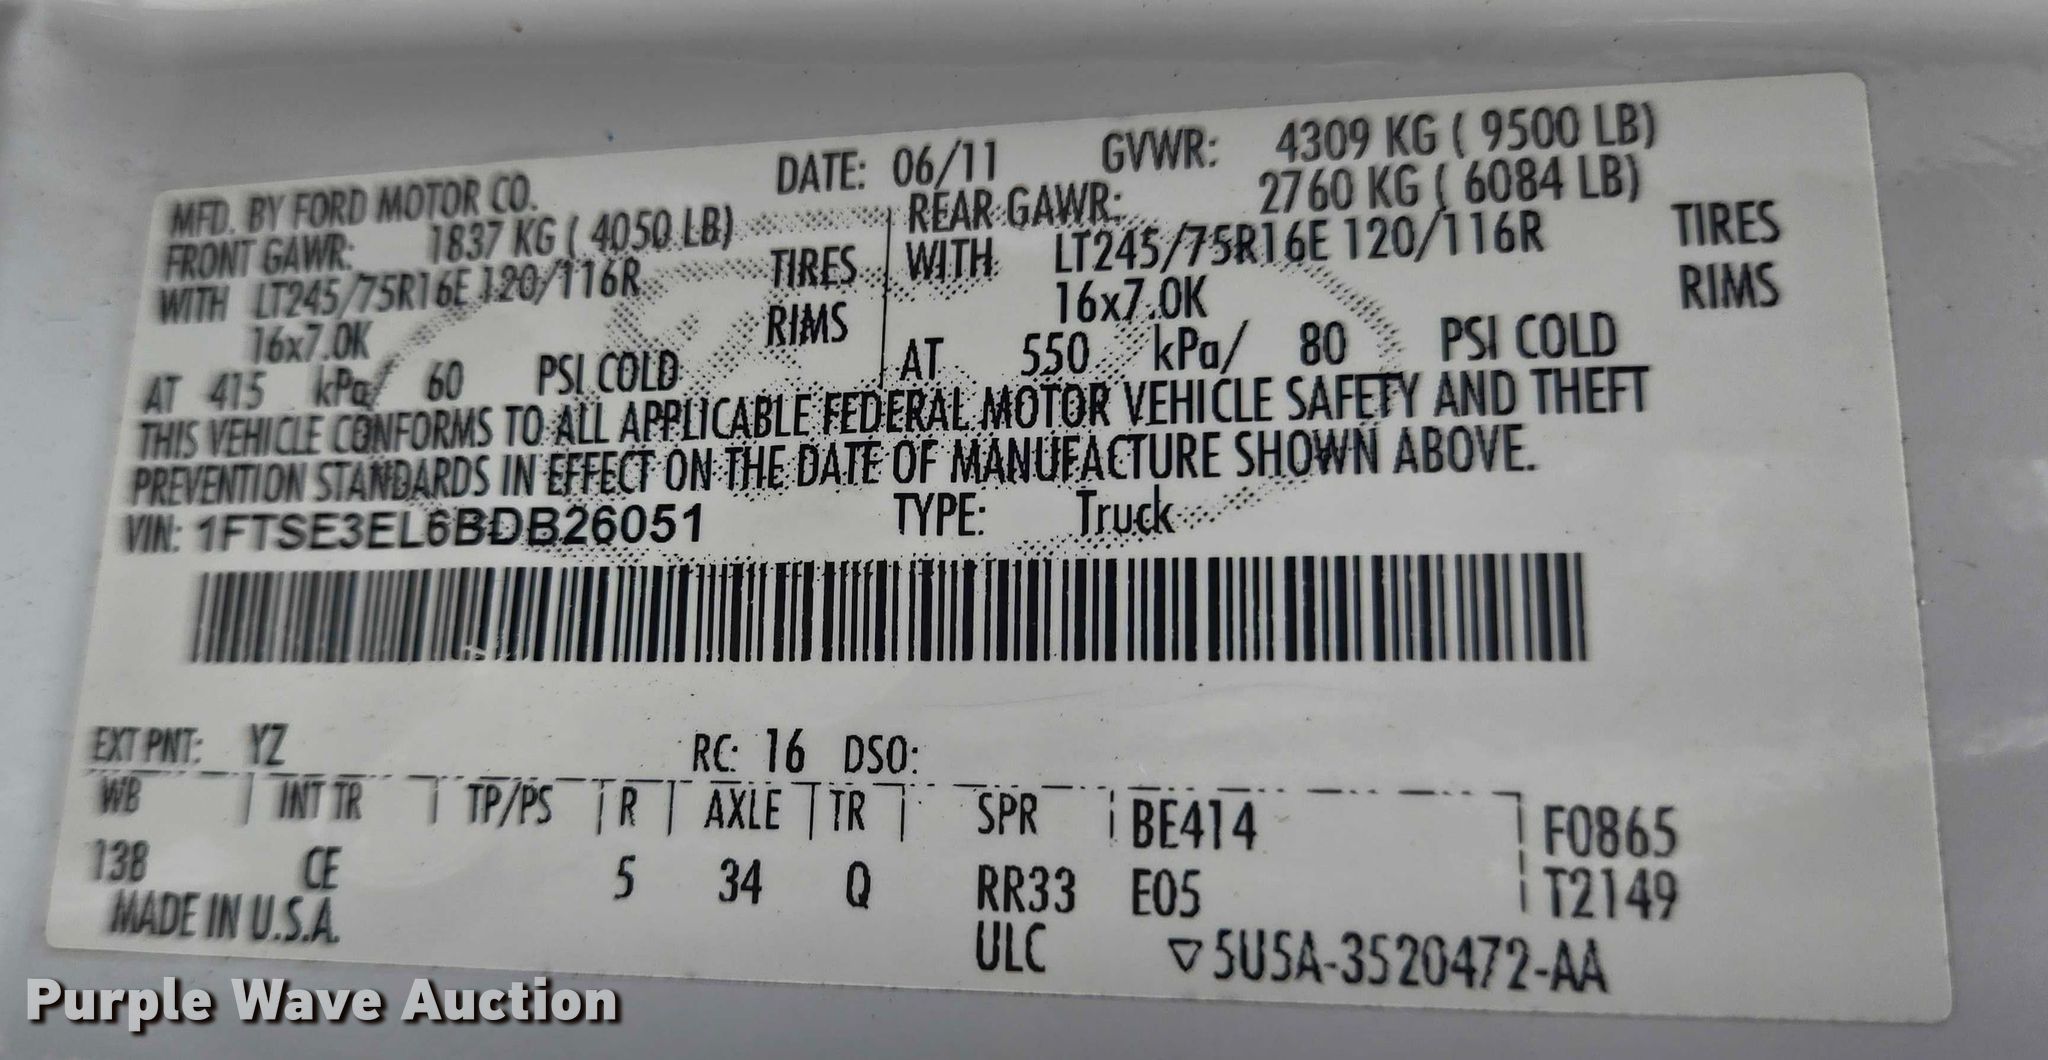 MFD. BY FORD MOTOR CO. DATE: 06/11 GVWR: 4309 KG ( 9500 LB)
FRONT GAWR: 1837 KG ( 4050 LB) REAR GAWR: 2760 KG ( 6084 LB)
WITH LT245/75R16E 120/116R TIRES WITH LT245/75R16E 120/116R TIRES
16x7.0K RIMS 16x7.0K RIMS
AT 415 kPa/ 60 PSI COLD AT 550 kPa/ 80 PSI COLD
THIS VEHICLE CONFORMS TO ALL APPLICABLE FEDERAL MOTOR VEHICLE SAFETY AND THEFT
PREVENTION STANDARDS IN EFFECT ON THE DATE OF MANUFACTURE SHOWN ABOVE.
VIN: 1FTSE3EL6BDB26051 TYPE: Truck
EXT PNT: YZ RC: 16 DSO:
WB INT TR TP/PS R AXLE TR SPR BE414 F0865
138 CE 5 34 Q RR33 E05 T2149
MADE IN U.S.A. ULC ▽5U5A-3520472-AA
Purple Wave Auction